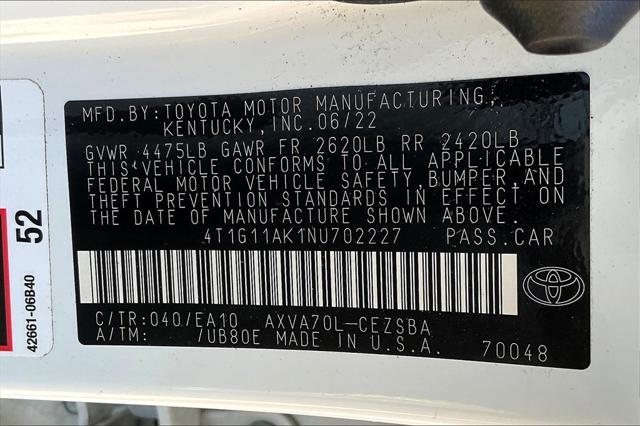 MFD.BY:TOYOTA MOTOR MANUFACTURING,
KENTUCKY,INC.06/22
GVWR 4475LB GAWR FR 2620LB RR 2420LB
THIS VEHICLE CONFORMS TO ALL APPLICABLE
FEDERAL MOTOR VEHICLE SAFETY,BUMPER,AND
THEFT PREVENTION STANDARDS IN EFFECT ON
THE DATE OF MANUFACTURE SHOWN ABOVE.
4T1G11AK1NU702227 PASS.CAR
C/TR:040/EA10 AXVA70L-CEZSBA
A/TM: /UB80E MADE IN U.S.A. 70048
52
42661-06B40